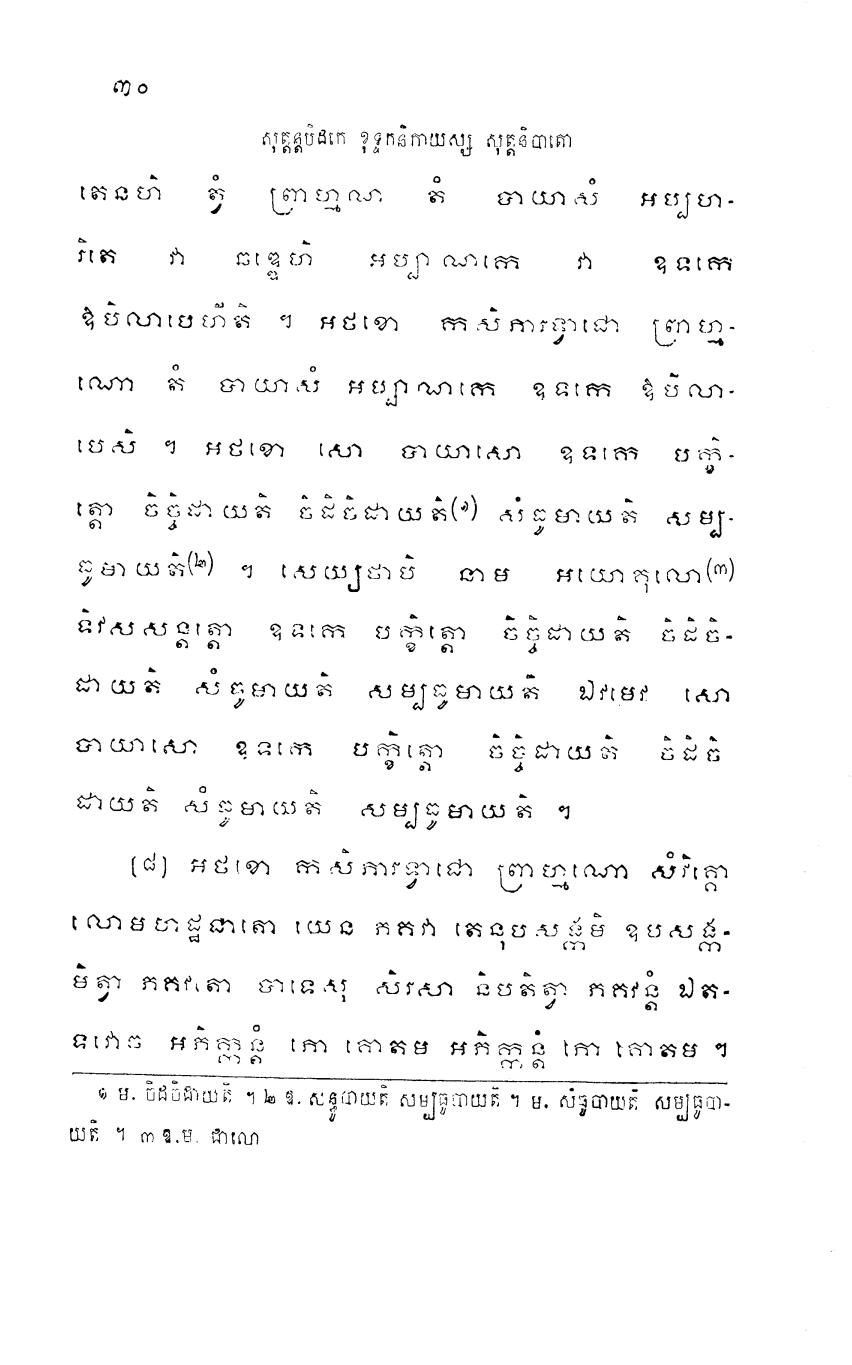 ៣០
សុត្តន្តបិដកេ ខុទ្ទកនិកាយស្ស សុត្តនិបាតោ
តេនហិ ត្វំ ព្រាហ្មណ តំ បាយាសំ អប្បហ-
រិតេ វា ឆឌ្ឌេហិ អប្បាណកេ វា ឧទកេ
ឱបិលាបេហីតិ ។ អថខោ កសិភារទ្វាជោ ព្រាហ្ម-
ណោ តំ បាយាសំ អប្បាណកេ ឧទកេ ឱបិលា-
បេសិ ។ អថខោ សោ បាយាសោ ឧទកេ បក្ខិ-
ត្តោ ចិច្ចិដាយតិ ចិដិចិដាយតិ(១) សំធូមាយតិ សម្ប-
ធូមាយតិ(២) ។ សេយ្យថាបិ នាម អយោគុលោ(៣)
ទិវសសន្តត្តោ ឧទកេ បក្ខិត្តោ ចិច្ចិដាយតិ ចិដិចិ-
ដាយតិ សំធូមាយតិ សម្បធូមាយតិ ឯវមេវ សោ
បាយាសោ ឧទកេ បក្ខិត្តោ ចិច្ចិដាយតិ ចិដិចិ
ដាយតិ សំធូមាយតិ សម្បធូមាយតិ ។
(៨) អថខោ កសិភារទ្វាជោ ព្រាហ្មណោ សំវិគ្គោ
លោមហដ្ឋជាតោ យេន ភគវា តេនុបសង្កមិ ឧបសង្ក-
មិត្វា ភគវតោ បាទេសុ សិរសា និបតិត្វា ភគវន្តំ ឯត-
ទវោច អភិក្កន្តំ ភោ គោតម អភិក្កន្តំ ភោ គោតម ។
១ ម. ចិដចិដាយតិ ។ ២ ឱ. សន្ធូបាយតិ សម្បធូបាយតិ ។ ម. សំធូបាយតិ សម្បធូបា-
យតិ ។ ៣ ឱ.ម. ផាលោ